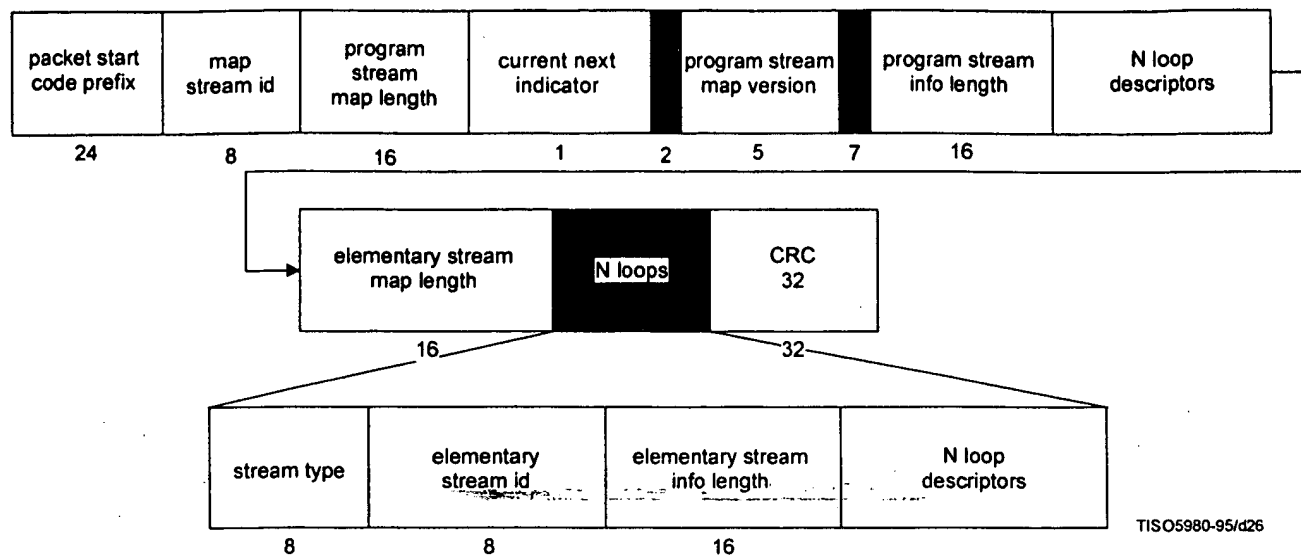 packet start
code prefix
map
stream id
program
stream
map length
current next
indicator
program stream
map version
program stream
info length
N loop
descriptors
24
8
16
1
2
5
7
16
elementary stream
map length
N loops
CRC
32
16
32
stream type
elementary
stream id
elementary stream
info length
N loop
descriptors
8
8
16
TISO5980-95/d26